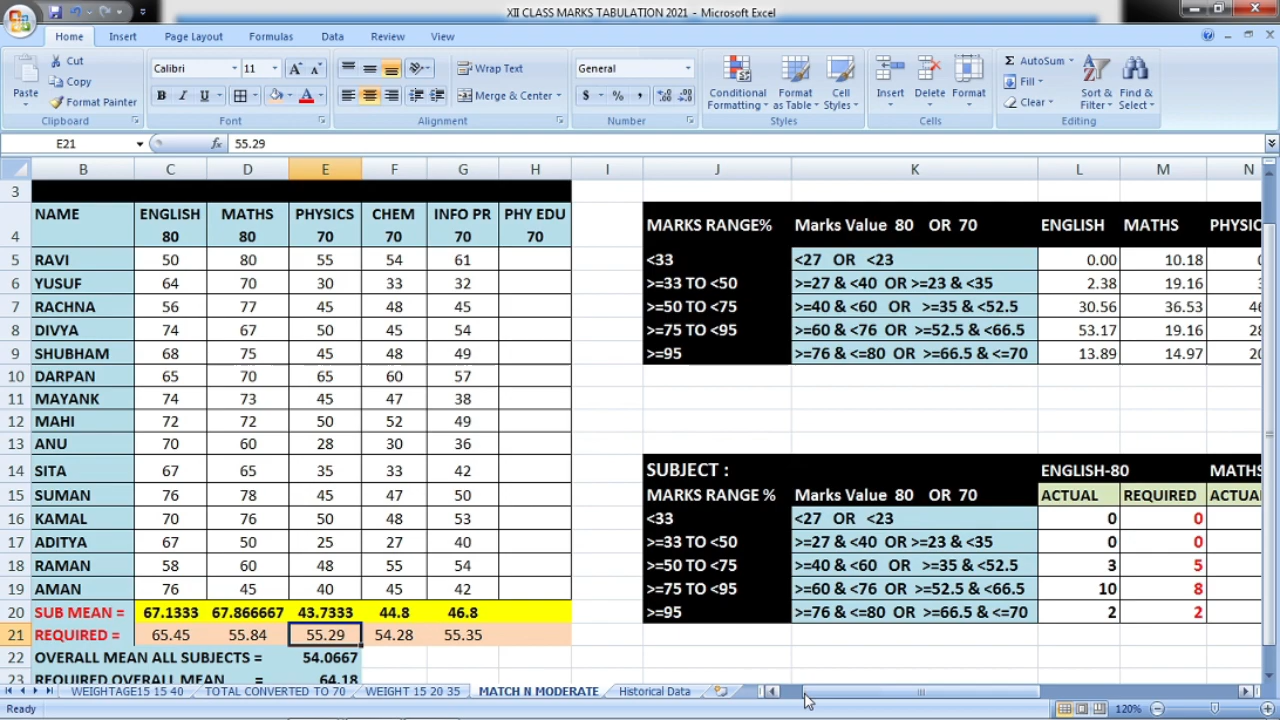 XII CLASS MARKS TABULATION 2021 - Microsoft Excel
Home Insert Page Layout Formulas Data Review View
Paste Cut Copy Format Painter Clipboard
Calibri 11 B I U A Font
Wrap Text Merge & Center Alignment
General $ % , Number
Conditional Formatting Format as Table Cell Styles Styles
Insert Delete Format Cells
AutoSum Fill Clear Sort & Filter Find & Select Editing
E21 fx 55.29
B C D E F G H I J K L M N
3
4 NAME ENGLISH 80 MATHS 80 PHYSICS 70 CHEM 70 INFO PR 70 PHY EDU 70 MARKS RANGE% Marks Value 80 OR 70 ENGLISH MATHS PHYSIC
5 RAVI 50 80 55 54 61 <33 <27 OR <23 0.00 10.18
6 YUSUF 64 70 30 33 32 >=33 TO <50 >=27 & <40 OR >=23 & <35 2.38 19.16
7 RACHNA 56 77 45 48 45 >=50 TO <75 >=40 & <60 OR >=35 & <52.5 30.56 36.53
8 DIVYA 74 67 50 45 54 >=75 TO <95 >=60 & <76 OR >=52.5 & <66.5 53.17 19.16
9 SHUBHAM 68 75 45 48 49 >=95 >=76 & <=80 OR >=66.5 & <=70 13.89 14.97
10 DARPAN 65 70 65 60 57
11 MAYANK 74 73 45 47 38
12 MAHI 72 72 50 52 49
13 ANU 70 60 28 30 36
14 SITA 67 65 35 33 42 SUBJECT : ENGLISH-80 MATHS
15 SUMAN 76 78 45 47 50 MARKS RANGE % Marks Value 80 OR 70 ACTUAL REQUIRED ACTUA
16 KAMAL 70 76 50 48 53 <33 <27 OR <23 0 0
17 ADITYA 67 50 25 27 40 >=33 TO <50 >=27 & <40 OR >=23 & <35 0 0
18 RAMAN 58 60 48 55 54 >=50 TO <75 >=40 & <60 OR >=35 & <52.5 3 5
19 AMAN 76 45 40 45 42 >=75 TO <95 >=60 & <76 OR >=52.5 & <66.5 10 8
20 SUB MEAN = 67.1333 67.866667 43.7333 44.8 46.8 >=95 >=76 & <=80 OR >=66.5 & <=70 2 2
21 REQUIRED = 65.45 55.84 55.29 54.28 55.35
22 OVERALL MEAN ALL SUBJECTS = 54.0667
23 REQUIRED OVERALL MEAN = 64.18
WEIGHTAGE15 15 40 TOTAL CONVERTED TO 70 WEIGHT 15 20 35 MATCH N MODERATE Historical Data
Ready 120%